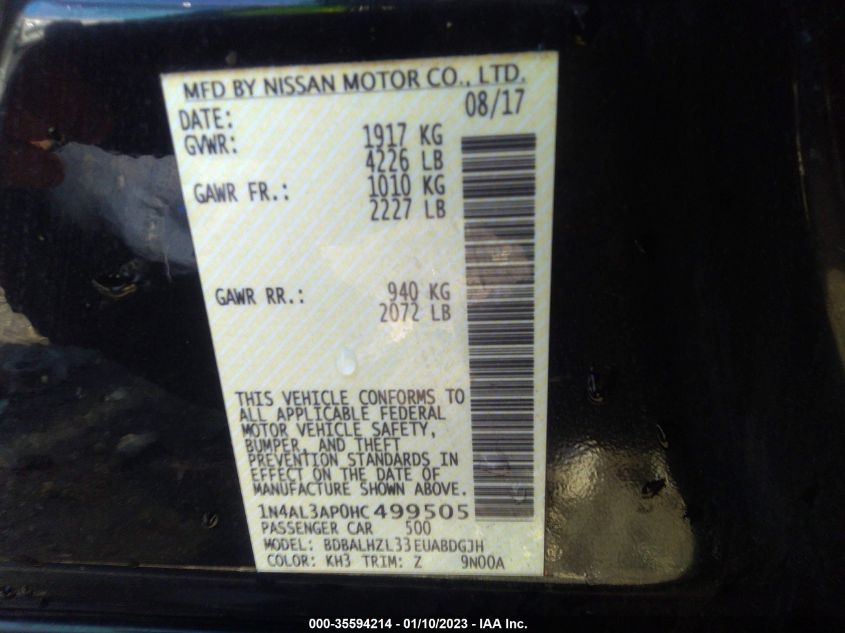 MFD BY NISSAN MOTOR CO., LTD.
DATE: 08/17
GVWR: 1917 KG
4226 LB
GAWR FR.: 1010 KG
2227 LB
GAWR RR.: 940 KG
2072 LB
THIS VEHICLE CONFORMS TO
ALL APPLICABLE FEDERAL
MOTOR VEHICLE SAFETY,
BUMPER, AND THEFT
PREVENTION STANDARDS IN
EFFECT ON THE DATE OF
MANUFACTURE SHOWN ABOVE.
1N4AL3AP0HC499505
PASSENGER CAR 500
MODEL: BDBALHZL33EUABDGJH
COLOR: KH3 TRIM: Z 9N00A
000-35594214 - 01/10/2023 - IAA Inc.